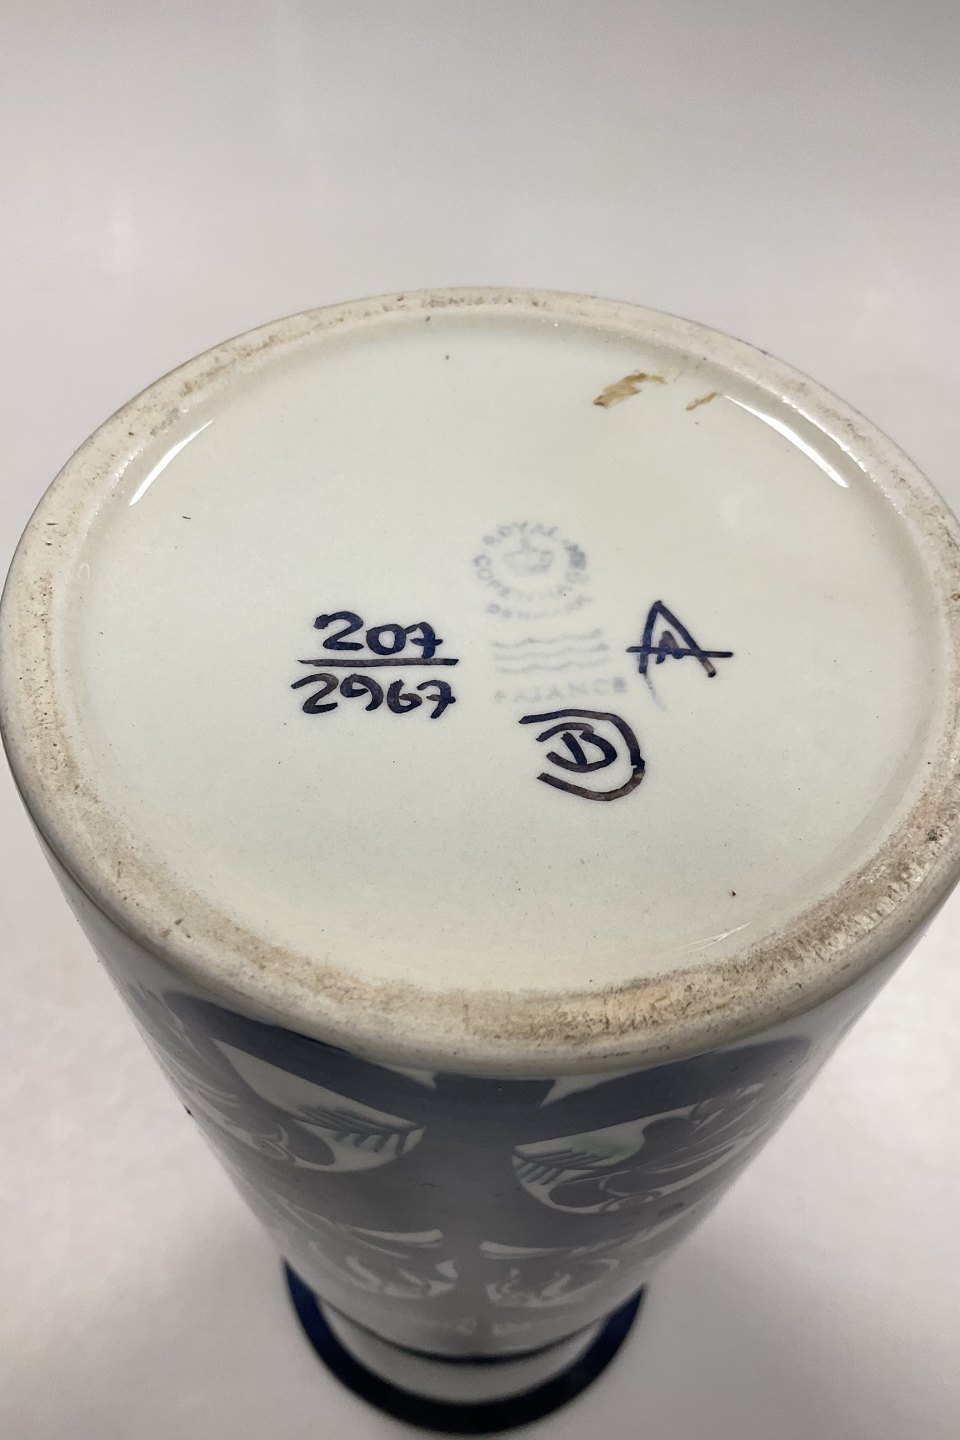 ROYAL
COPENHAGEN
DENMARK
FAJANCE
207
2967
B